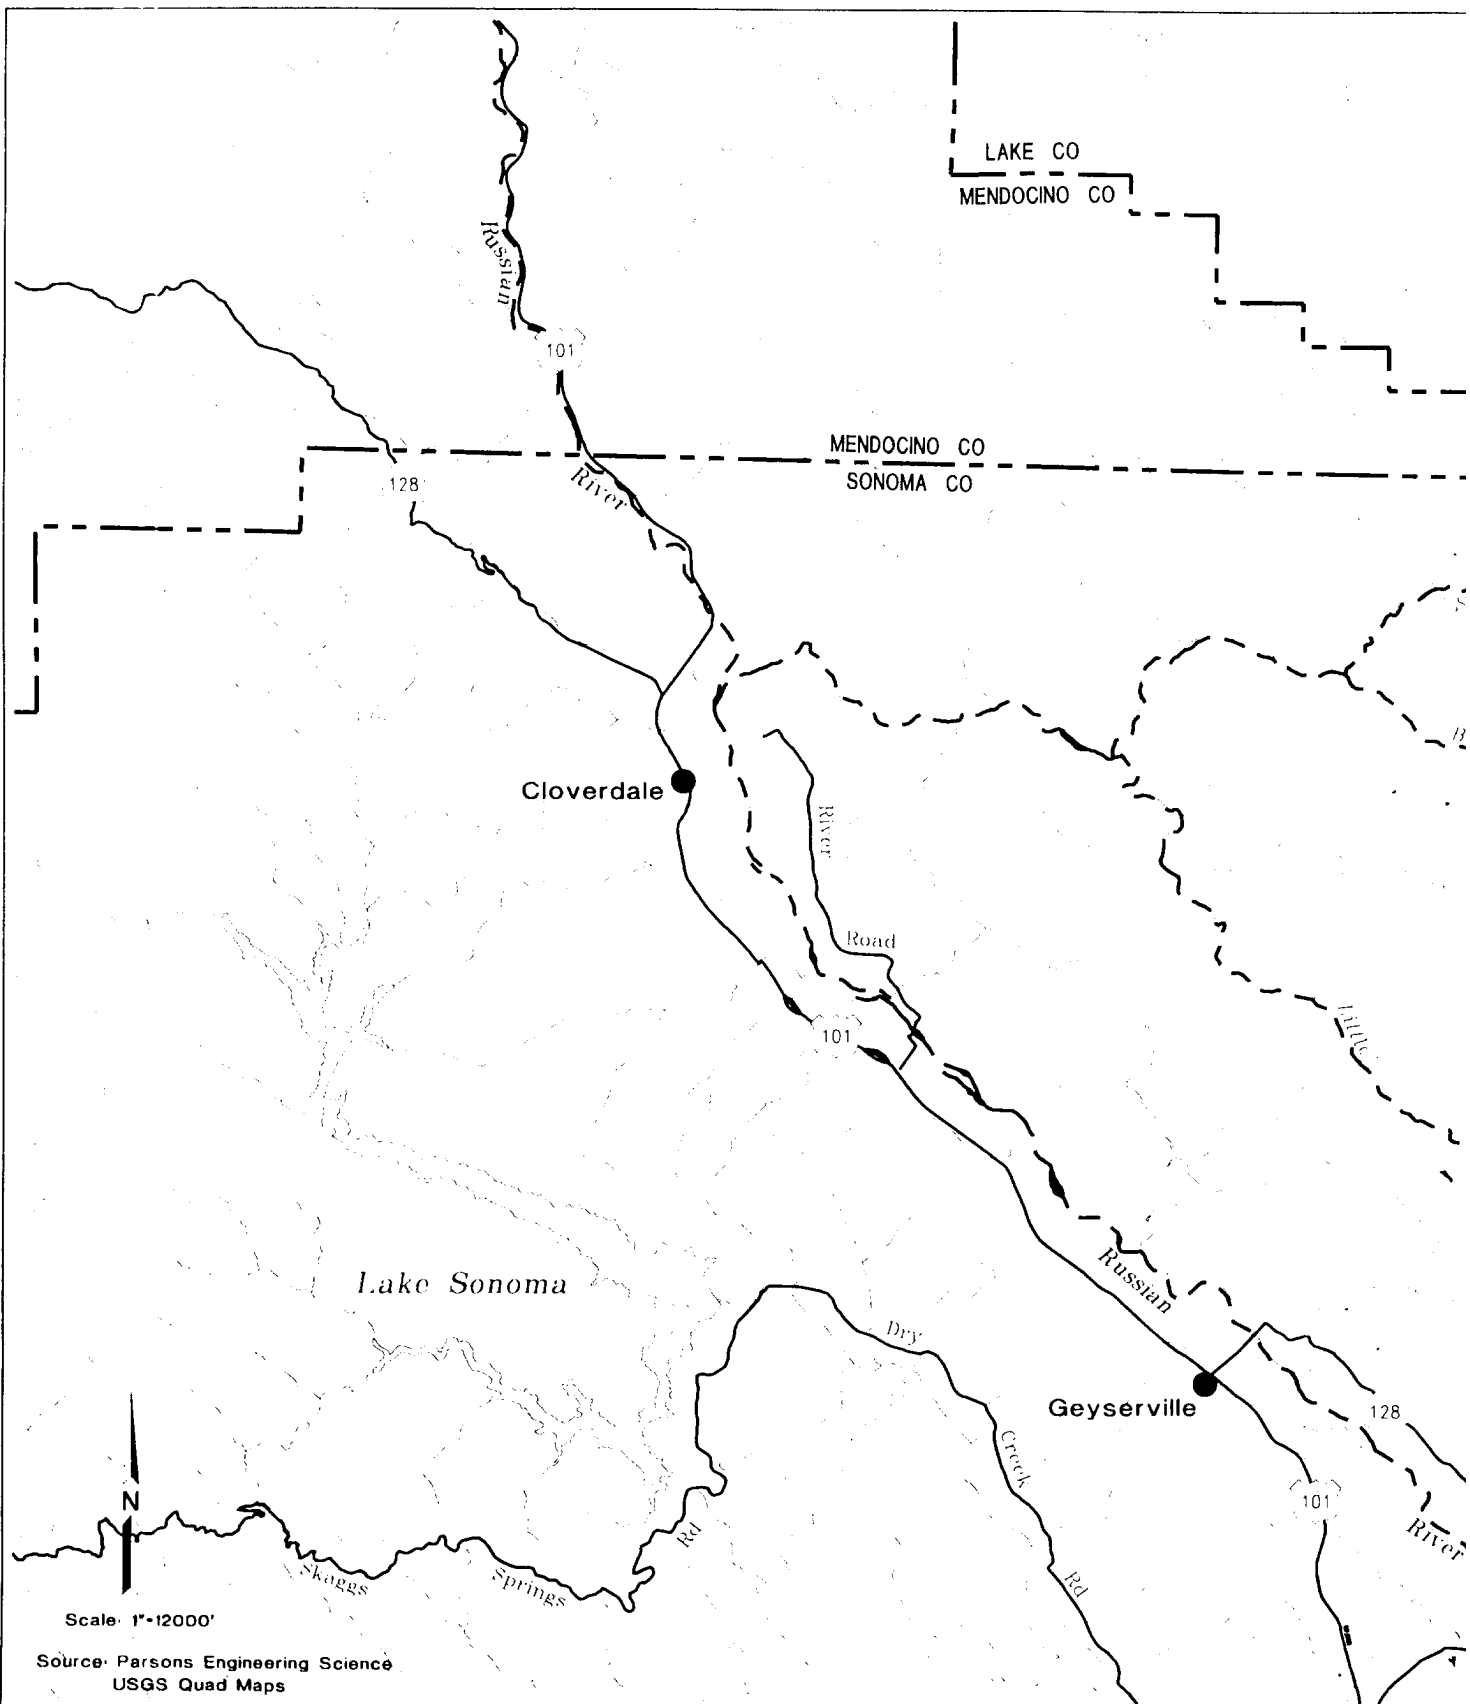 LAKE CO
MENDOCINO CO
Russian
101
MENDOCINO CO
SONOMA CO
128
River
Cloverdale
River
Road
101
Little
Russian
Lake Sonoma
Dry
Geyserville
128
Creek
101
N
River
Rd
Skaggs
Springs
Rd
Scale: 1"-12000'
Source: Parsons Engineering Science
USGS Quad Maps